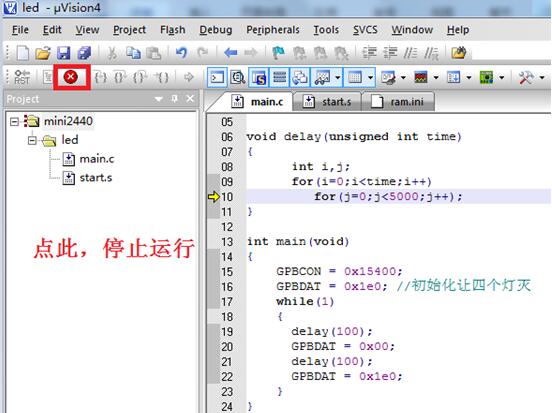 led - µVision4
File Edit View Project Flash Debug Peripherals Tools SVCS Window Help
RST
Project
main.c start.s ram.ini
mini2440
led
main.c
start.s
点此，停止运行
05
06 void delay(unsigned int time)
07 {
08 int i,j;
09 for(i=0;i<time;i++)
10 for(j=0;j<5000;j++);
11 }
12
13 int main(void)
14 {
15 GPBCON = 0x15400;
16 GPBDAT = 0x1e0; //初始化让四个灯灭
17 while(1)
18 {
19 delay(100);
20 GPBDAT = 0x00;
21 delay(100);
22 GPBDAT = 0x1e0;
23 }
24 }